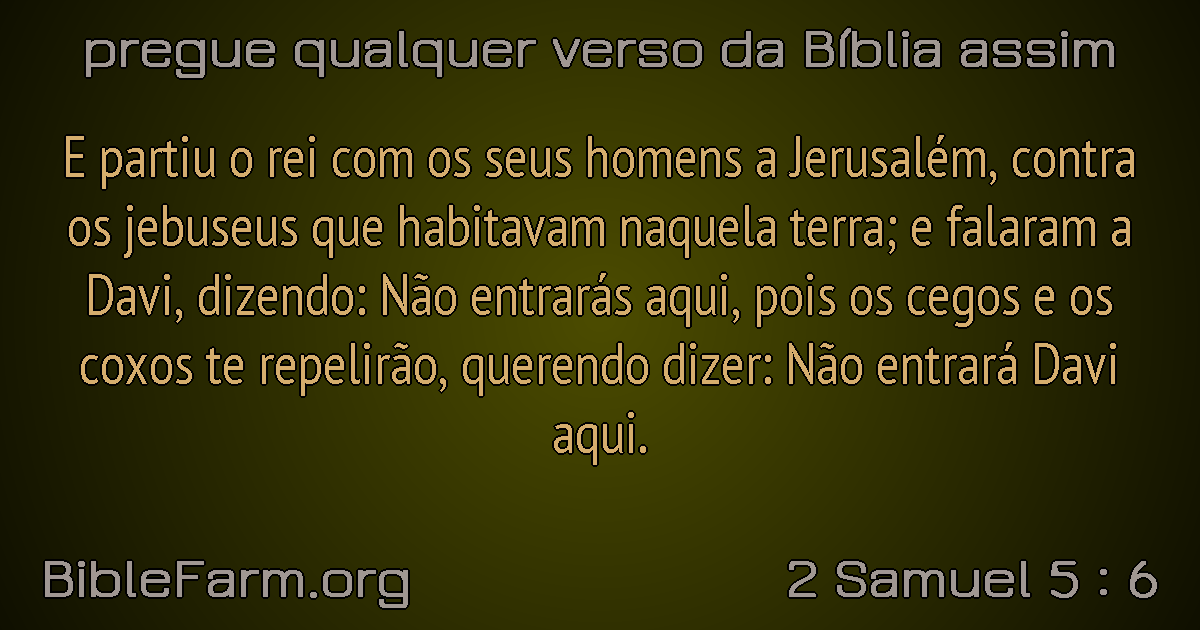 pregue qualquer verso da Bíblia assim
E partiu o rei com os seus homens a Jerusalém, contra
os jebuseus que habitavam naquela terra; e falaram a
Davi, dizendo: Não entrarás aqui, pois os cegos e os
coxos te repelirão, querendo dizer: Não entrará Davi
aqui.
BibleFarm.org
2 Samuel 5 : 6